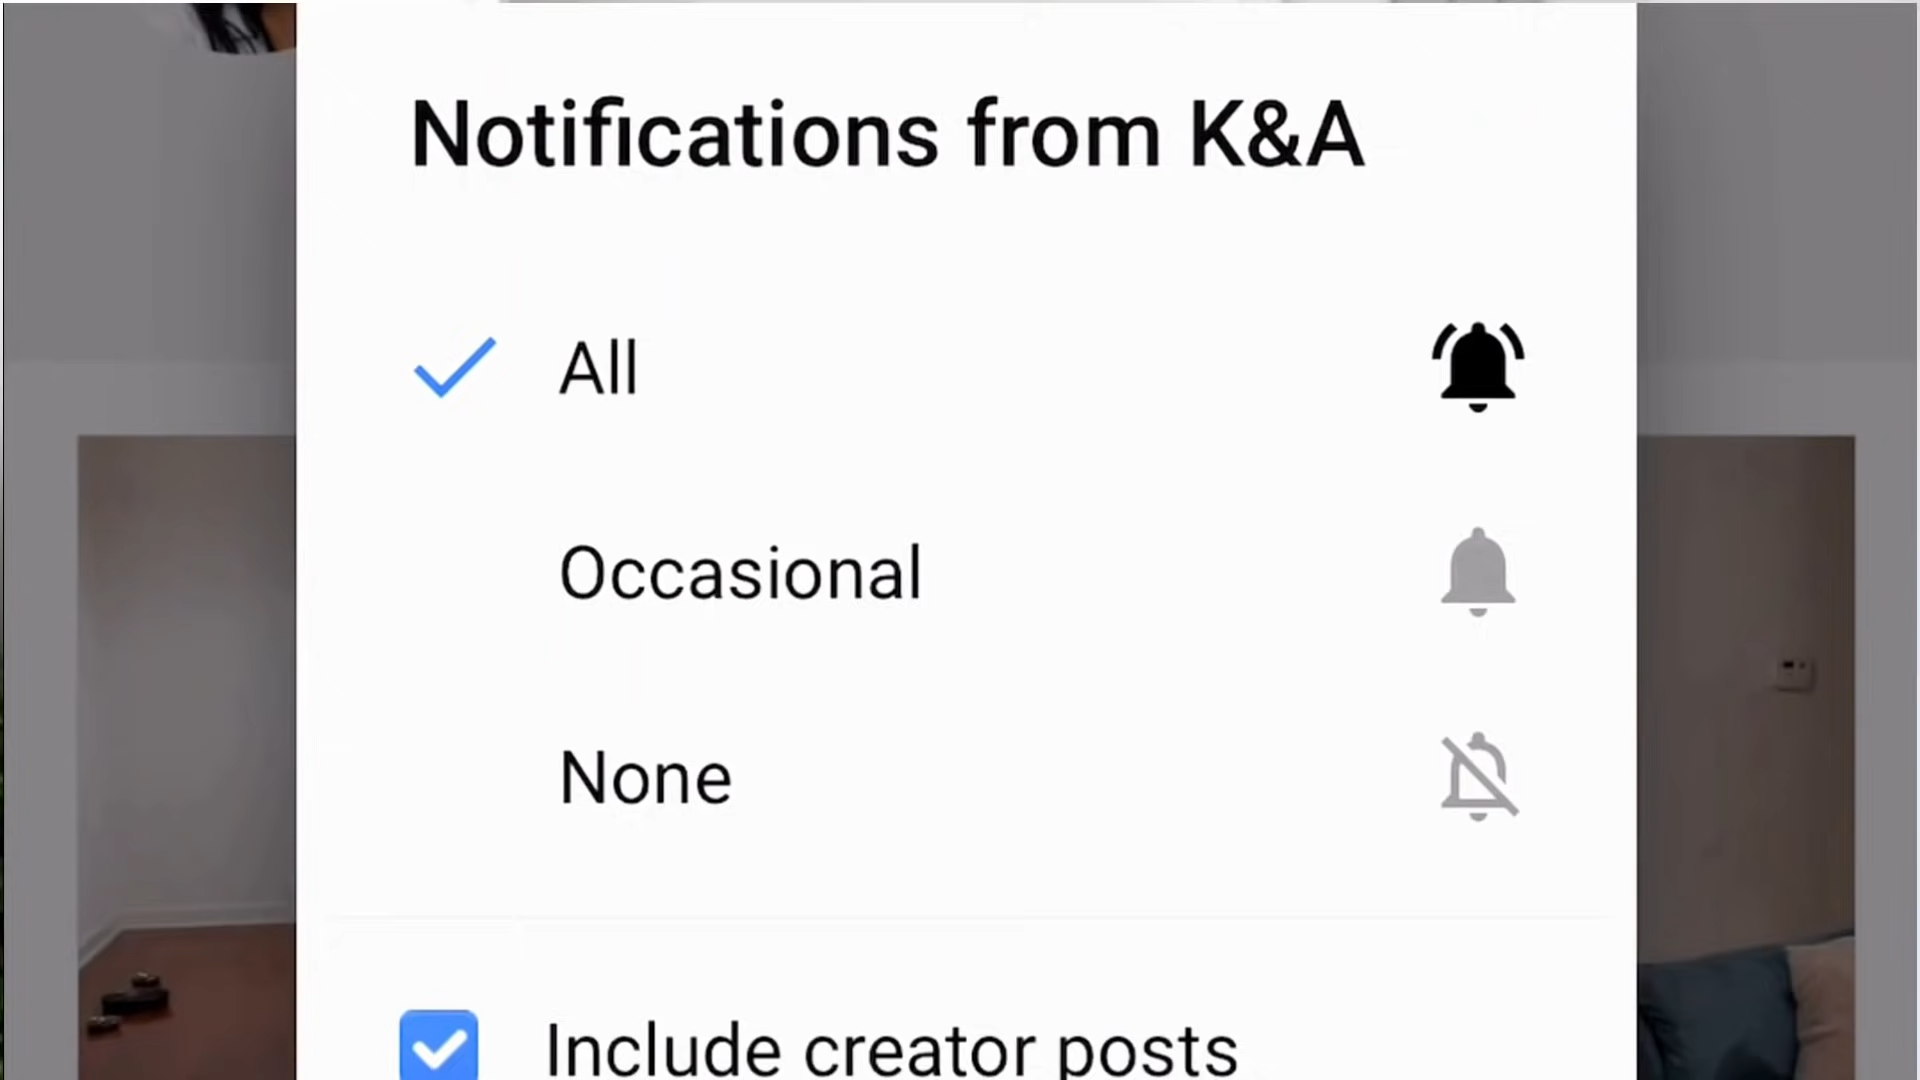 Notifications from K&A
All
Occasional
None
Include creator posts